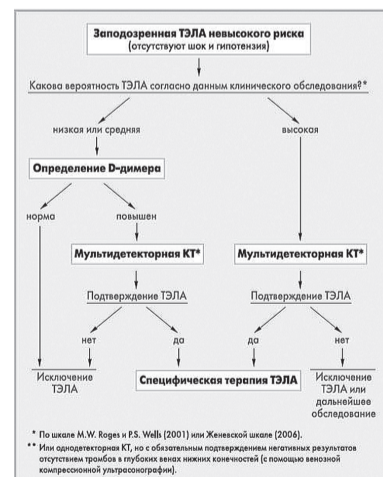 Заподозренная ТЭЛА невысокого риска
(отсутствуют шок и гипотензия)
Какова вероятность ТЭЛА согласно данным клинического обследования?*
низкая или средняя
высокая
Определение D-димера
норма
повышен
Мультидетекторная КТ*
Мультидетекторная КТ*
Подтверждение ТЭЛА
Подтверждение ТЭЛА
нет
да
да
нет
Исключение
ТЭЛА
Специфическая терапия ТЭЛА
Исключение
ТЭЛА или
дальнейшее
обследование
* По шкале M.W. Roges и P.S. Wells (2001) или Женевской шкале (2006).
** Или однодетекторная КТ, но с обязательным подтверждением негативных результатов
отсутствием тромбов в глубоких венах нижних конечностей (с помощью венозной
компрессионной ультрасонографии).